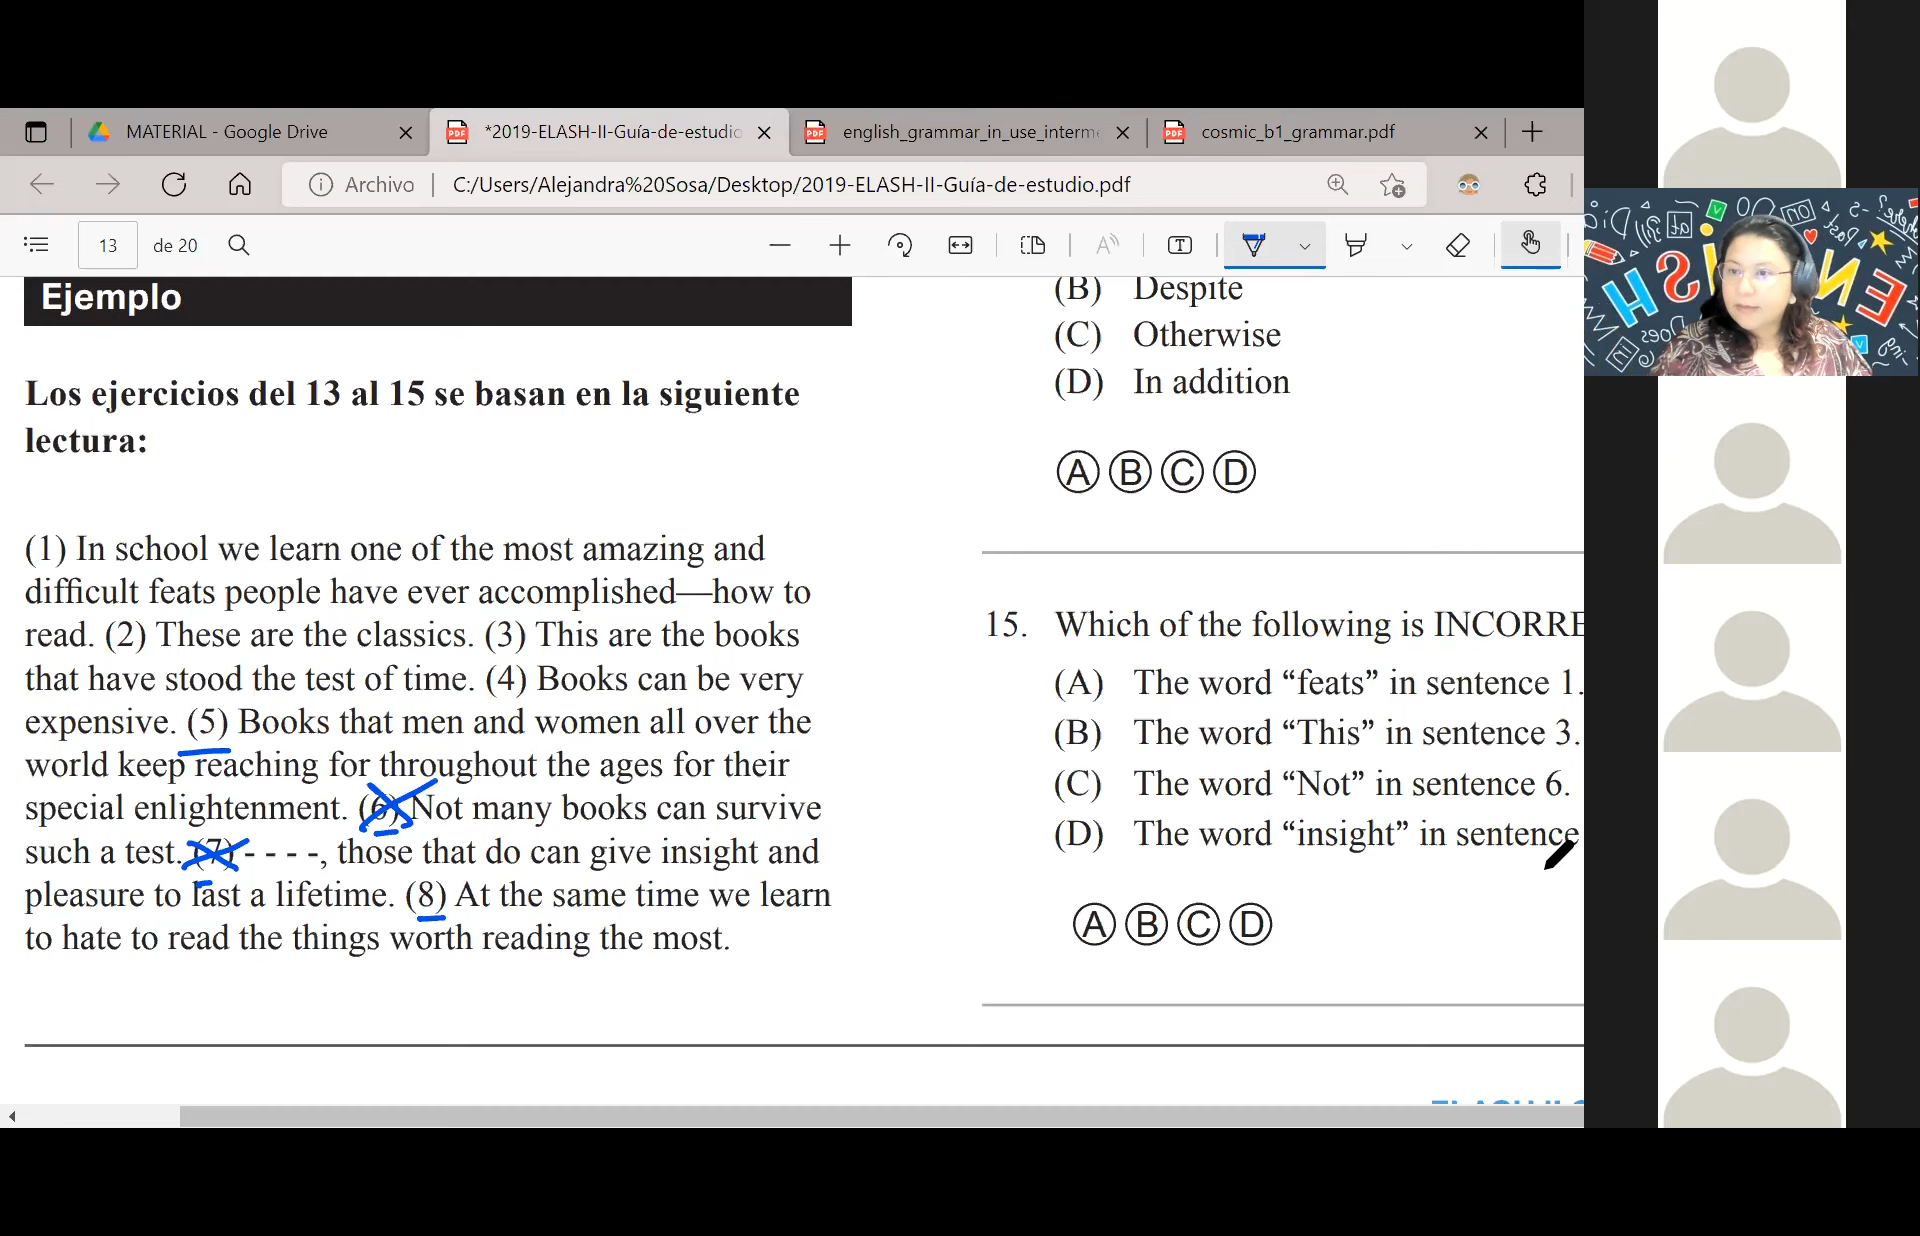 MATERIAL - Google Drive
*2019-ELASH-II-Guía-de-estudio
english_grammar_in_use_interme
cosmic_b1_grammar.pdf
Archivo
C:/Users/Alejandra%20Sosa/Desktop/2019-ELASH-II-Guía-de-estudio.pdf
13 de 20
Ejemplo
Los ejercicios del 13 al 15 se basan en la siguiente
lectura:
(1) In school we learn one of the most amazing and
difficult feats people have ever accomplished—how to
read. (2) These are the classics. (3) This are the books
that have stood the test of time. (4) Books can be very
expensive. (5) Books that men and women all over the
world keep reaching for throughout the ages for their
special enlightenment. (6) Not many books can survive
such a test. (7) - - - -, those that do can give insight and
pleasure to last a lifetime. (8) At the same time we learn
to hate to read the things worth reading the most.
(B) Despite
(C) Otherwise
(D) In addition
A B C D
15. Which of the following is INCORRE
(A) The word “feats” in sentence 1.
(B) The word “This” in sentence 3.
(C) The word “Not” in sentence 6.
(D) The word “insight” in sentence
A B C D
ENGLISH